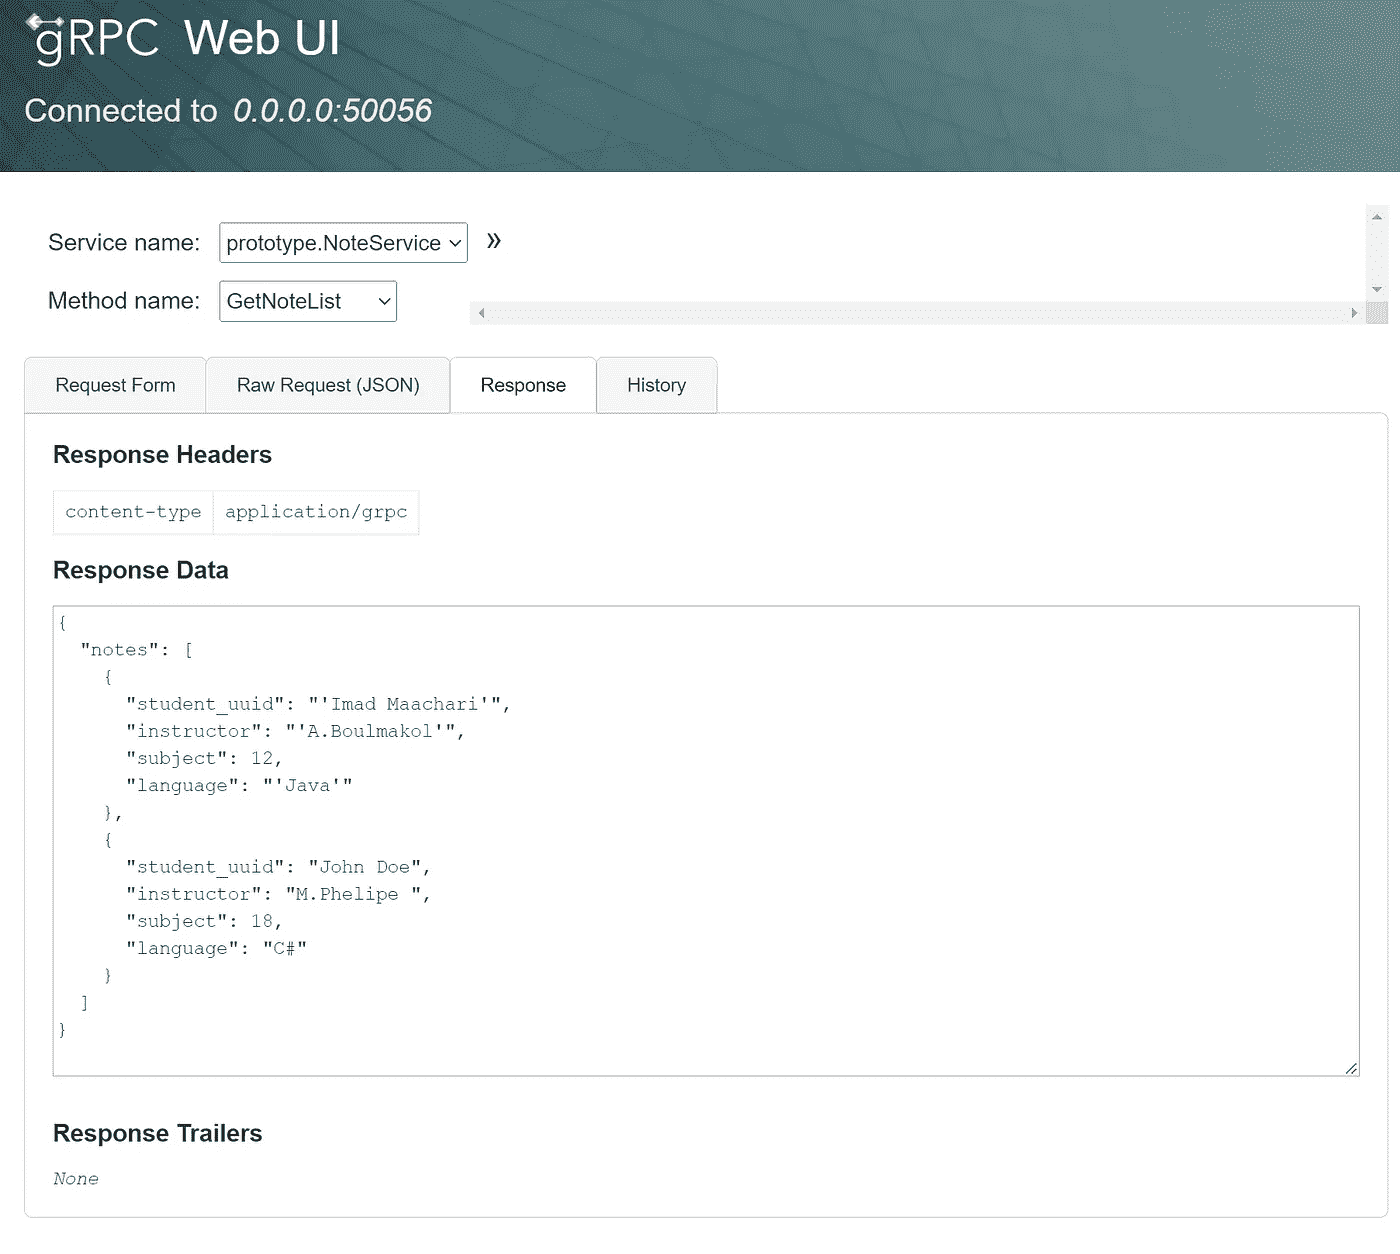 gRPC Web UI
Connected to 0.0.0.0:50056
Service name: prototype.NoteService »
Method name: GetNoteList
Request Form Raw Request (JSON) Response History
Response Headers
content-type application/grpc
Response Data
{
"notes": [
{
"student_uuid": "'Imad Maachari'",
"instructor": "'A.Boulmakol'",
"subject": 12,
"language": "'Java'"
},
{
"student_uuid": "John Doe",
"instructor": "M.Phelipe ",
"subject": 18,
"language": "C#"
}
]
}
Response Trailers
None